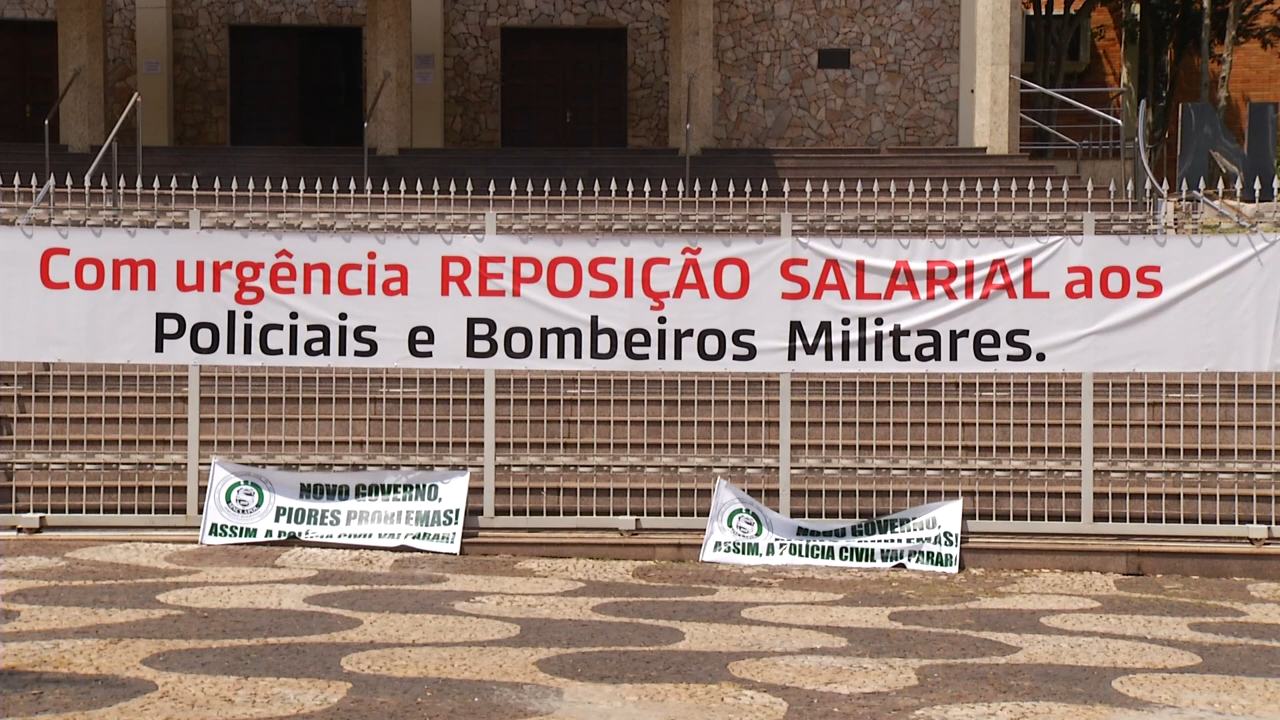 Com urgência REPOSIÇÃO SALARIAL aos
Policiais e Bombeiros Militares.
NOVO GOVERNO,
PIORES PROBLEMAS!
ASSIM, A POLÍCIA CIVIL VAI PARAR!
NOVO GOVERNO,
PROBLEMAS!
ASSIM, A POLÍCIA CIVIL VAI PARAR!
N